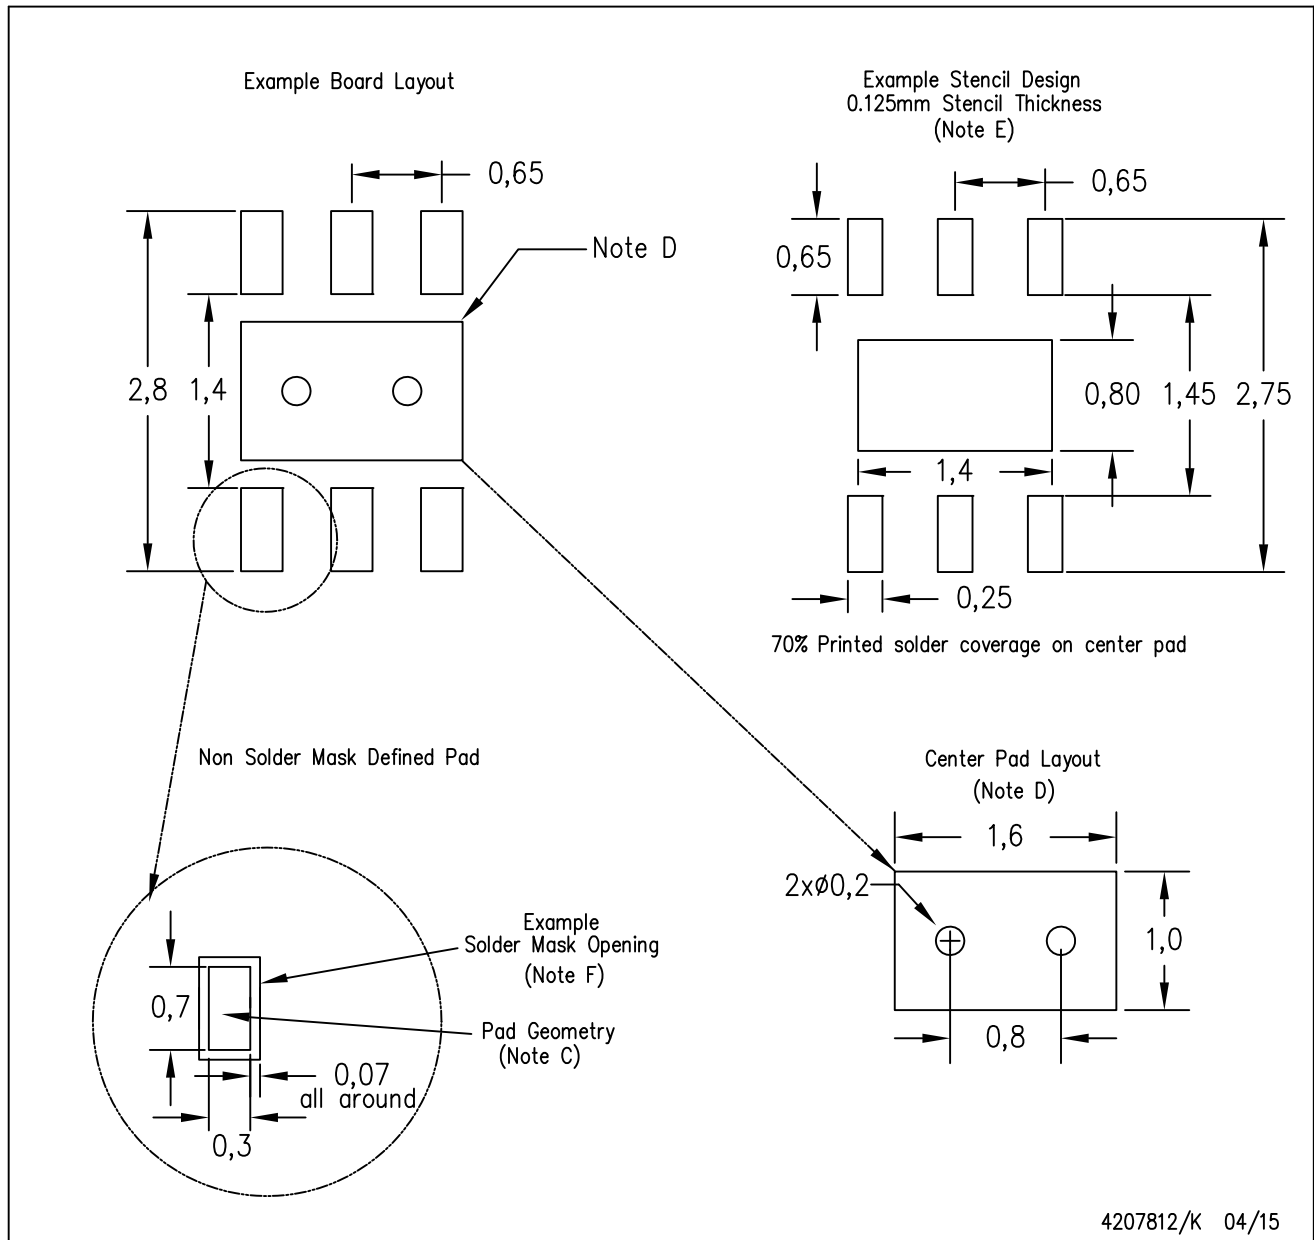 Example Board Layout
0,65
Note D
2,8
1,4
Example Stencil Design
0.125mm Stencil Thickness
(Note E)
0,65
0,65
0,80
1,45
2,75
1,4
0,25
70% Printed solder coverage on center pad
Non Solder Mask Defined Pad
Example
Solder Mask Opening
(Note F)
0,7
Pad Geometry
(Note C)
0,07
all around
0,3
Center Pad Layout
(Note D)
1,6
2xø0,2
1,0
0,8
4207812/K 04/15